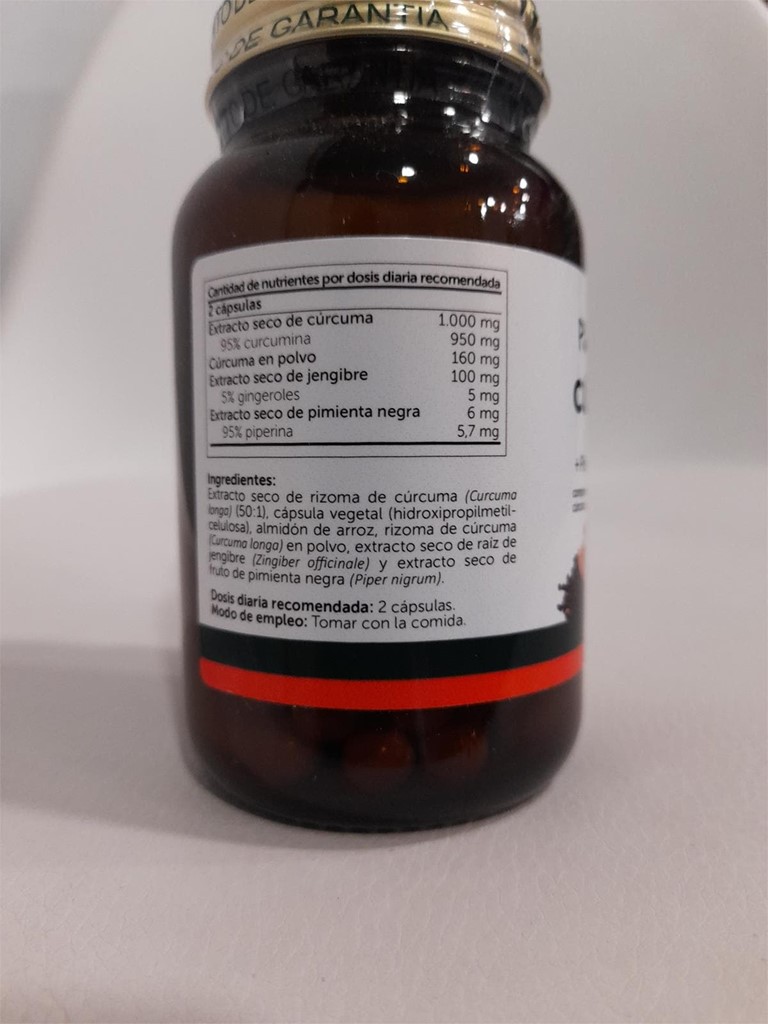 DE GARANTIA
Cantidad de nutrientes por dosis diaria recomendada
2 cápsulas
Extracto seco de cúrcuma 1.000 mg
95% curcumina 950 mg
Cúrcuma en polvo 160 mg
Extracto seco de jengibre 100 mg
5% gingeroles 5 mg
Extracto seco de pimienta negra 6 mg
95% piperina 5,7 mg
Ingredientes:
Extracto seco de rizoma de cúrcuma (Curcuma
longa) (50:1), cápsula vegetal (hidroxipropilmetil-
celulosa), almidón de arroz, rizoma de cúrcuma
(Curcuma longa) en polvo, extracto seco de raíz de
jengibre (Zingiber officinale) y extracto seco de
fruto de pimienta negra (Piper nigrum).
Dosis diaria recomendada: 2 cápsulas.
Modo de empleo: Tomar con la comida.